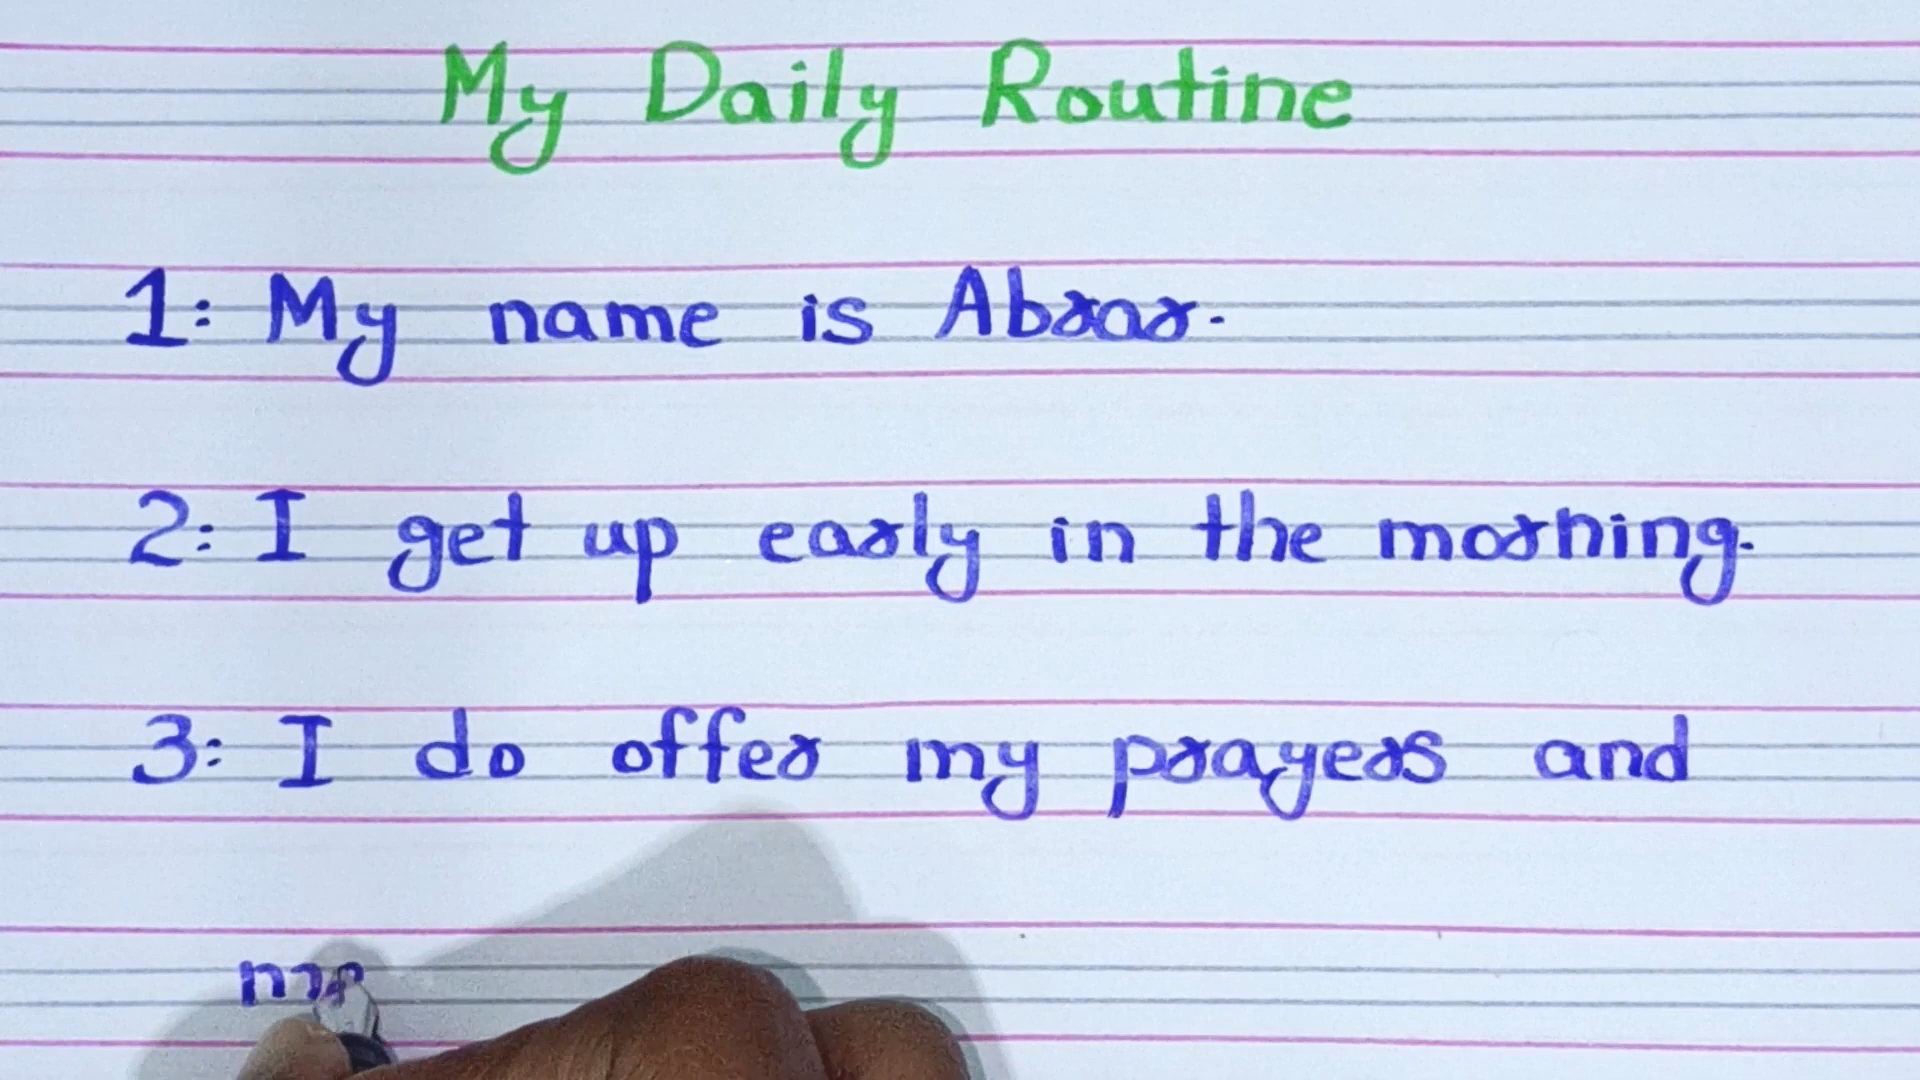 My Daily Routine
1: My name is Abrar.
2: I get up early in the morning.
3: I do offer my prayers and